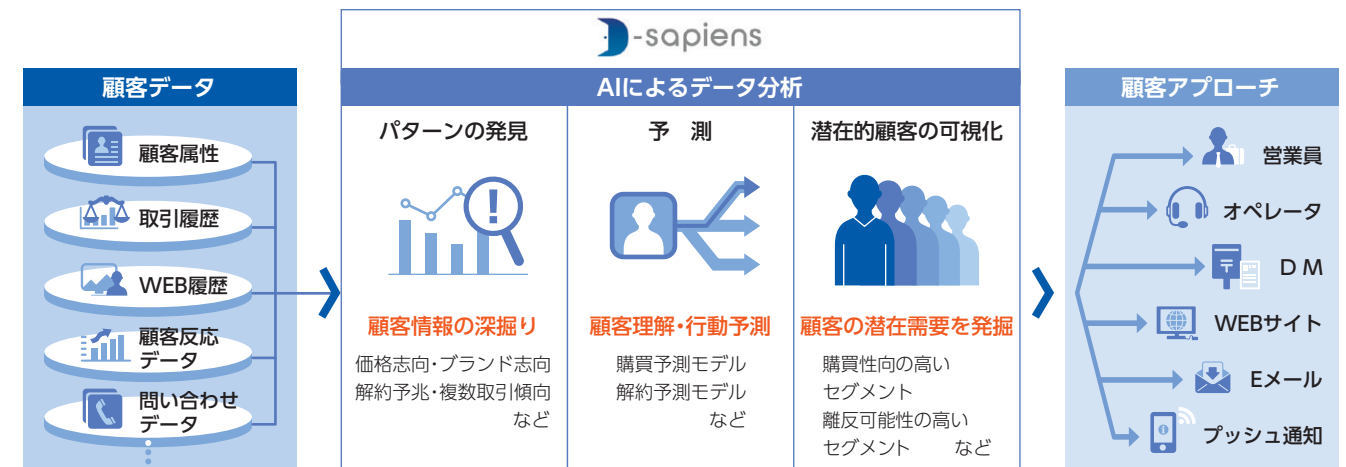 D-sapiens
顧客データ
顧客属性
取引履歴
WEB履歴
顧客反応
データ
問い合わせ
データ
AIによるデータ分析
パターンの発見
顧客情報の深掘り
価格志向・ブランド志向
解約予兆・複数取引傾向
など
予 測
顧客理解・行動予測
購買予測モデル
解約予測モデル
など
潜在的顧客の可視化
顧客の潜在需要を発掘
購買性向の高い
セグメント
離反可能性の高い
セグメント など
顧客アプローチ
営業員
オペレータ
〒
D M
WEBサイト
Eメール
プッシュ通知